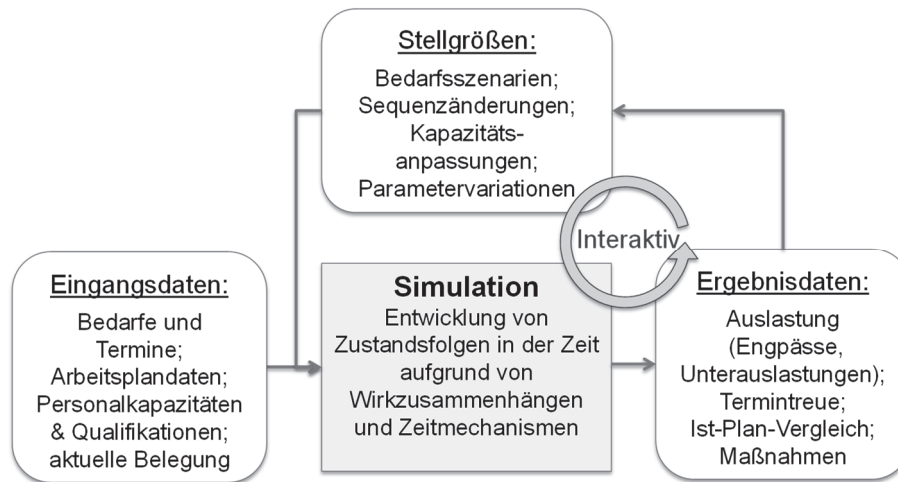 Stellgrößen:
Bedarfsszenarien;
Sequenzänderungen;
Kapazitäts-
anpassungen;
Parametervariationen
Interaktiv
Eingangsdaten:
Bedarfe und
Termine;
Arbeitsplandaten;
Personalkapazitäten
& Qualifikationen;
aktuelle Belegung
Simulation
Entwicklung von
Zustandsfolgen in der Zeit
aufgrund von
Wirkzusammenhängen
und Zeitmechanismen
Ergebnisdaten:
Auslastung
(Engpässe,
Unterauslastungen);
Termintreue;
Ist-Plan-Vergleich;
Maßnahmen